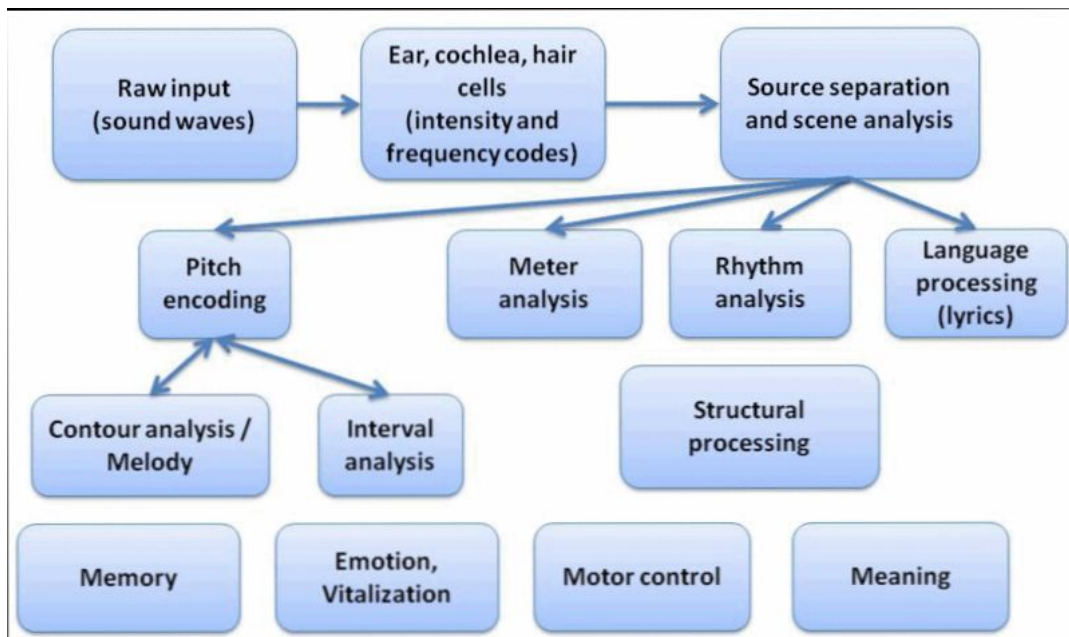 Raw input
(sound waves)
Ear, cochlea, hair
cells
(intensity and
frequency codes)
Source separation
and scene analysis
Pitch
encoding
Meter
analysis
Rhythm
analysis
Language
processing
(lyrics)
Contour analysis /
Melody
Interval
analysis
Structural
processing
Memory
Emotion,
Vitalization
Motor control
Meaning